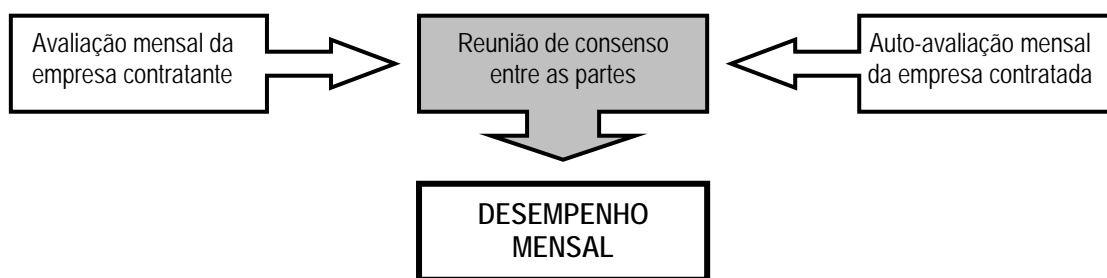 Avaliação mensal da
empresa contratante
Reunião de consenso
entre as partes
Auto-avaliação mensal
da empresa contratada
DESEMPENHO
MENSAL